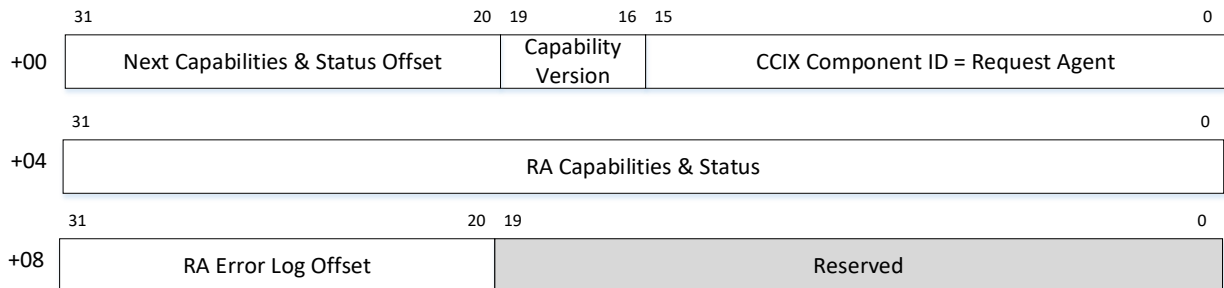 31 20 19 16 15 0
+00 Next Capabilities & Status Offset Capability Version CCIX Component ID = Request Agent
31 0
+04 RA Capabilities & Status
31 20 19 0
+08 RA Error Log Offset Reserved